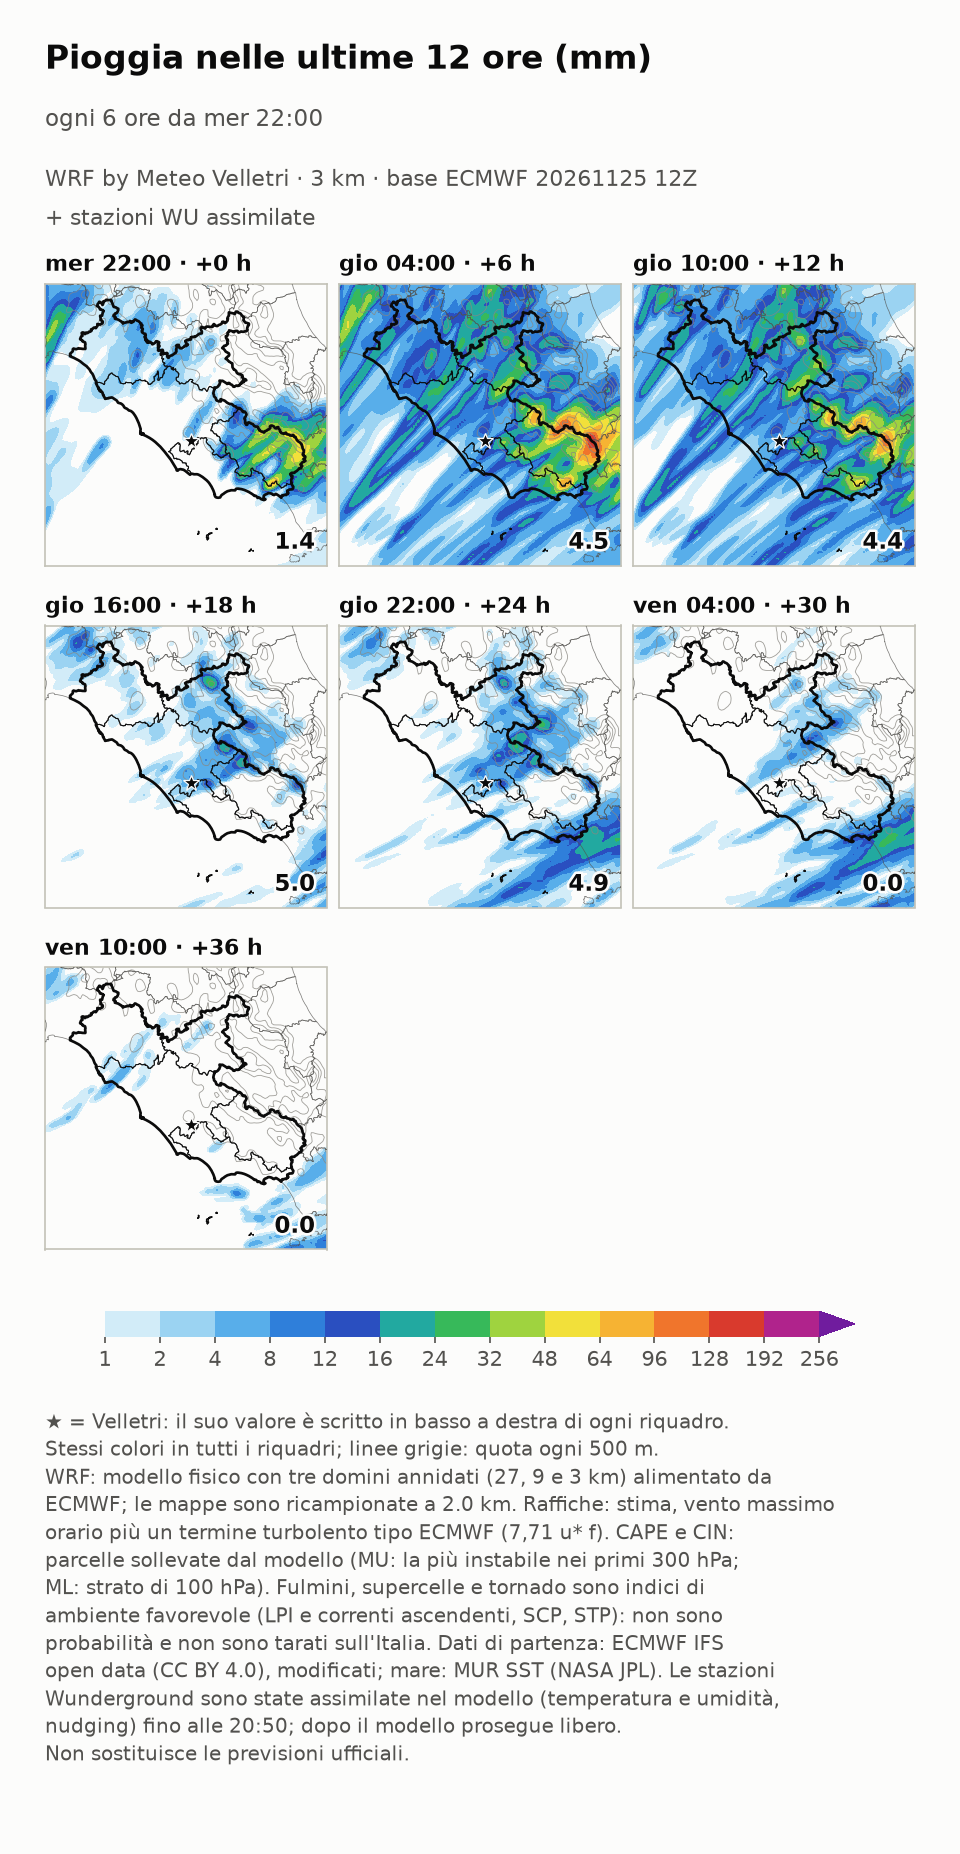 Pioggia nelle ultime 12 ore (mm)
ogni 6 ore da mer 22:00
WRF by Meteo Velletri · 3 km · base ECMWF 20261125 12Z
+ stazioni WU assimilate
mer 22:00 · +0 h
gio 04:00 · +6 h
gio 10:00 · +12 h
1.4
4.5
4.4
gio 16:00 · +18 h
gio 22:00 · +24 h
ven 04:00 · +30 h
5.0
4.9
0.0
ven 10:00 · +36 h
0.0
1 2 4 8 12 16 24 32 48 64 96 128 192 256
★ = Velletri: il suo valore è scritto in basso a destra di ogni riquadro.
Stessi colori in tutti i riquadri; linee grigie: quota ogni 500 m.
WRF: modello fisico con tre domini annidati (27, 9 e 3 km) alimentato da
ECMWF; le mappe sono ricampionate a 2.0 km. Raffiche: stima, vento massimo
orario più un termine turbolento tipo ECMWF (7,71 u* f). CAPE e CIN:
parcelle sollevate dal modello (MU: la più instabile nei primi 300 hPa;
ML: strato di 100 hPa). Fulmini, supercelle e tornado sono indici di
ambiente favorevole (LPI e correnti ascendenti, SCP, STP): non sono
probabilità e non sono tarati sull'Italia. Dati di partenza: ECMWF IFS
open data (CC BY 4.0), modificati; mare: MUR SST (NASA JPL). Le stazioni
Wunderground sono state assimilate nel modello (temperatura e umidità,
nudging) fino alle 20:50; dopo il modello prosegue libero.
Non sostituisce le previsioni ufficiali.